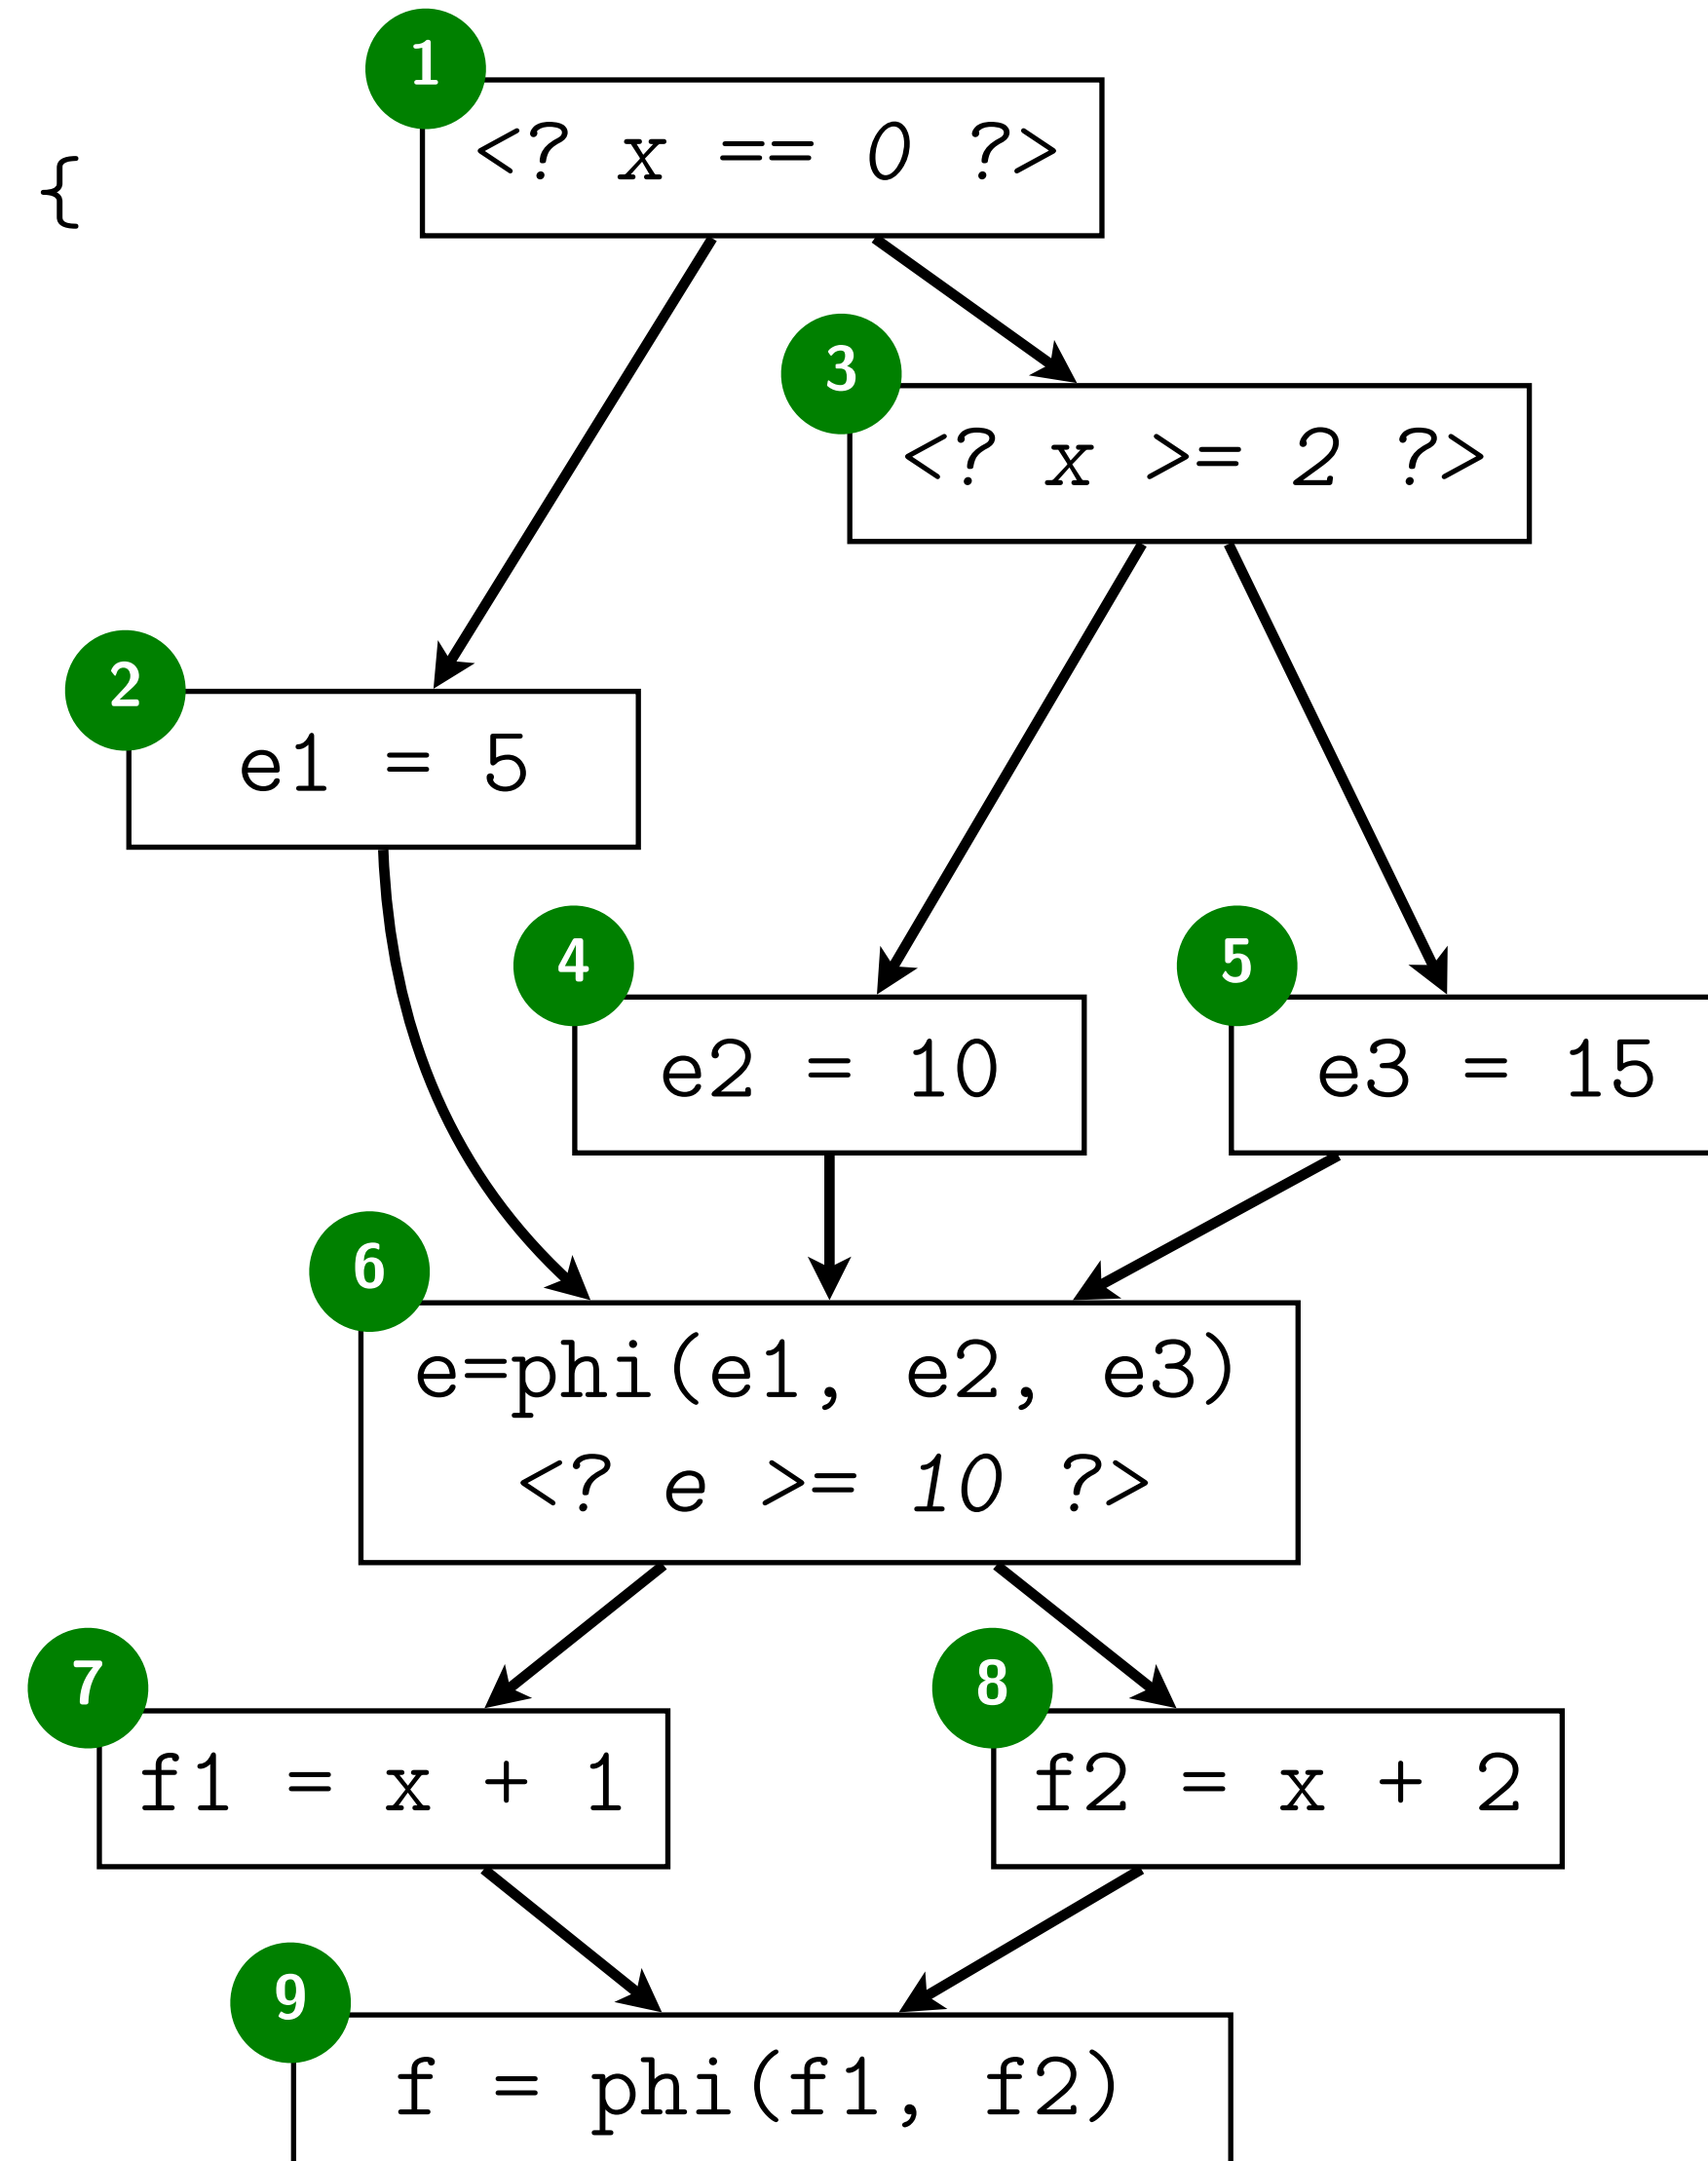 1
<? x == 0 ?>
{
3
<? x >= 2 ?>
2
e1 = 5
4
e2 = 10
5
e3 = 15
6
e=phi(e1, e2, e3)
<? e >= 10 ?>
7
f1 = x + 1
8
f2 = x + 2
9
f = phi(f1, f2)